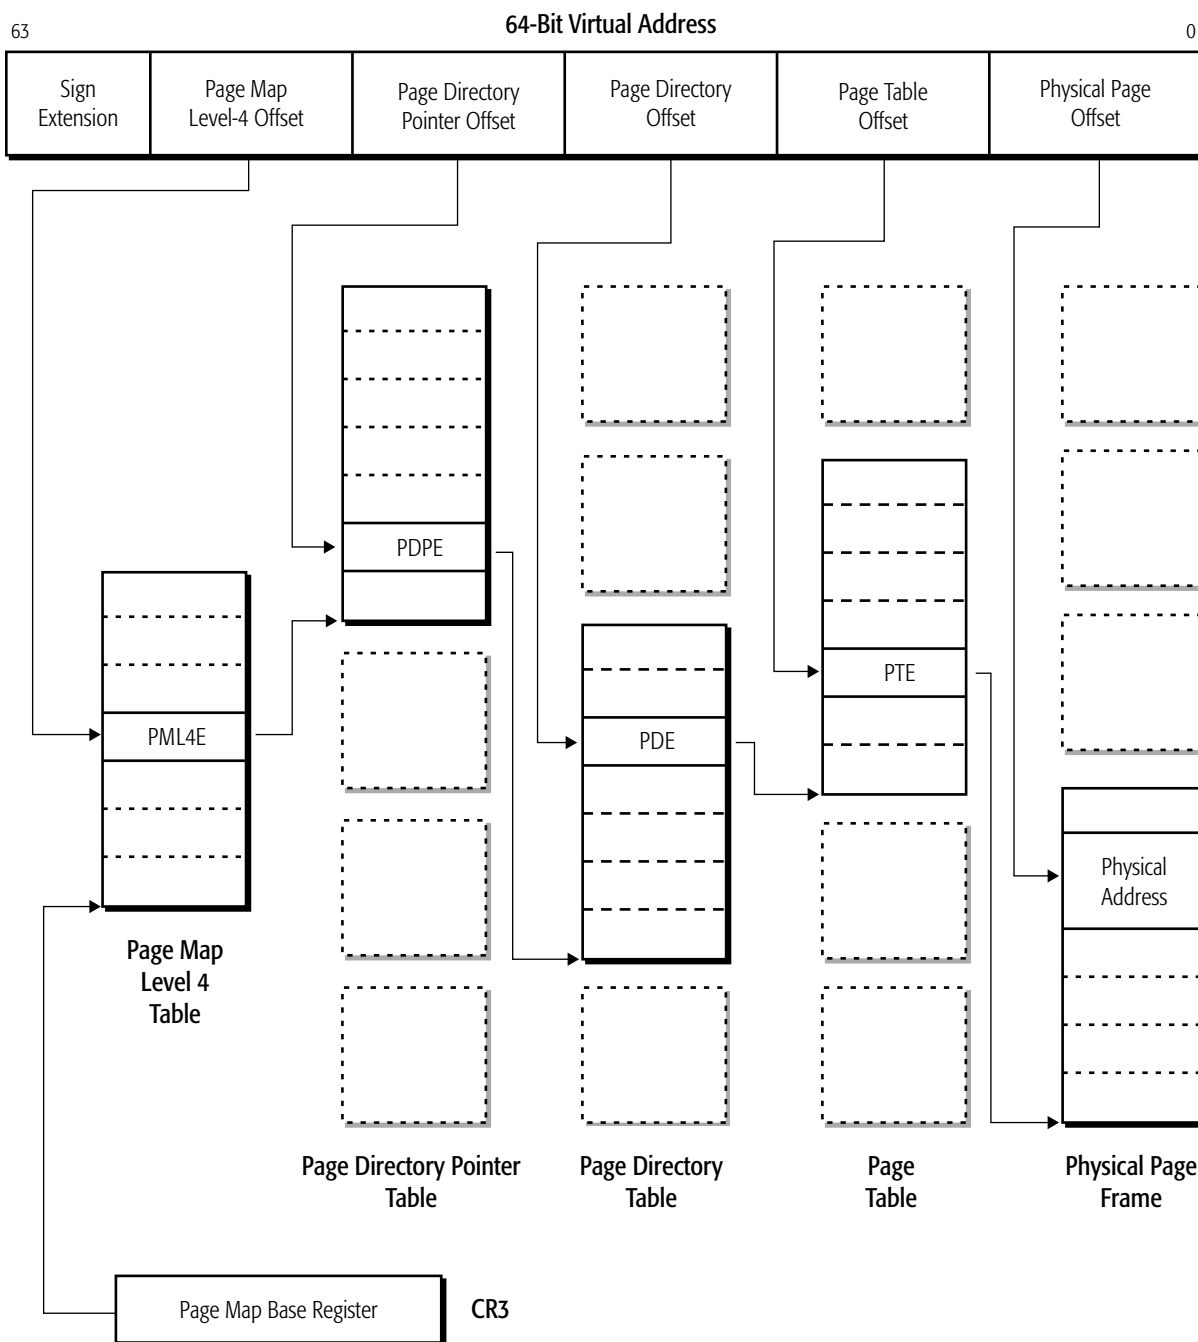 64-Bit Virtual Address
63
0
Sign
Extension
Page Map
Level-4 Offset
Page Directory
Pointer Offset
Page Directory
Offset
Page Table
Offset
Physical Page
Offset
PDPE
PTE
PML4E
PDE
Physical
Address
Page Map
Level 4
Table
Page Directory Pointer
Table
Page Directory
Table
Page
Table
Physical Page
Frame
Page Map Base Register
CR3